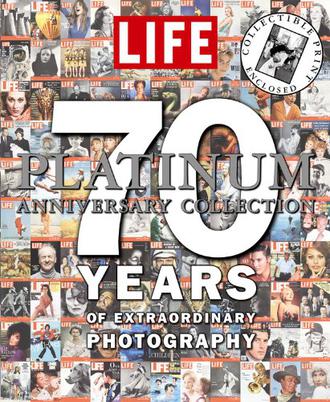 LIFE
COLLECTIBLE PRINT
ENCLOSED
70
PLATINUM
ANNIVERSARY COLLECTION
YEARS
OF EXTRAORDINARY
PHOTOGRAPHY